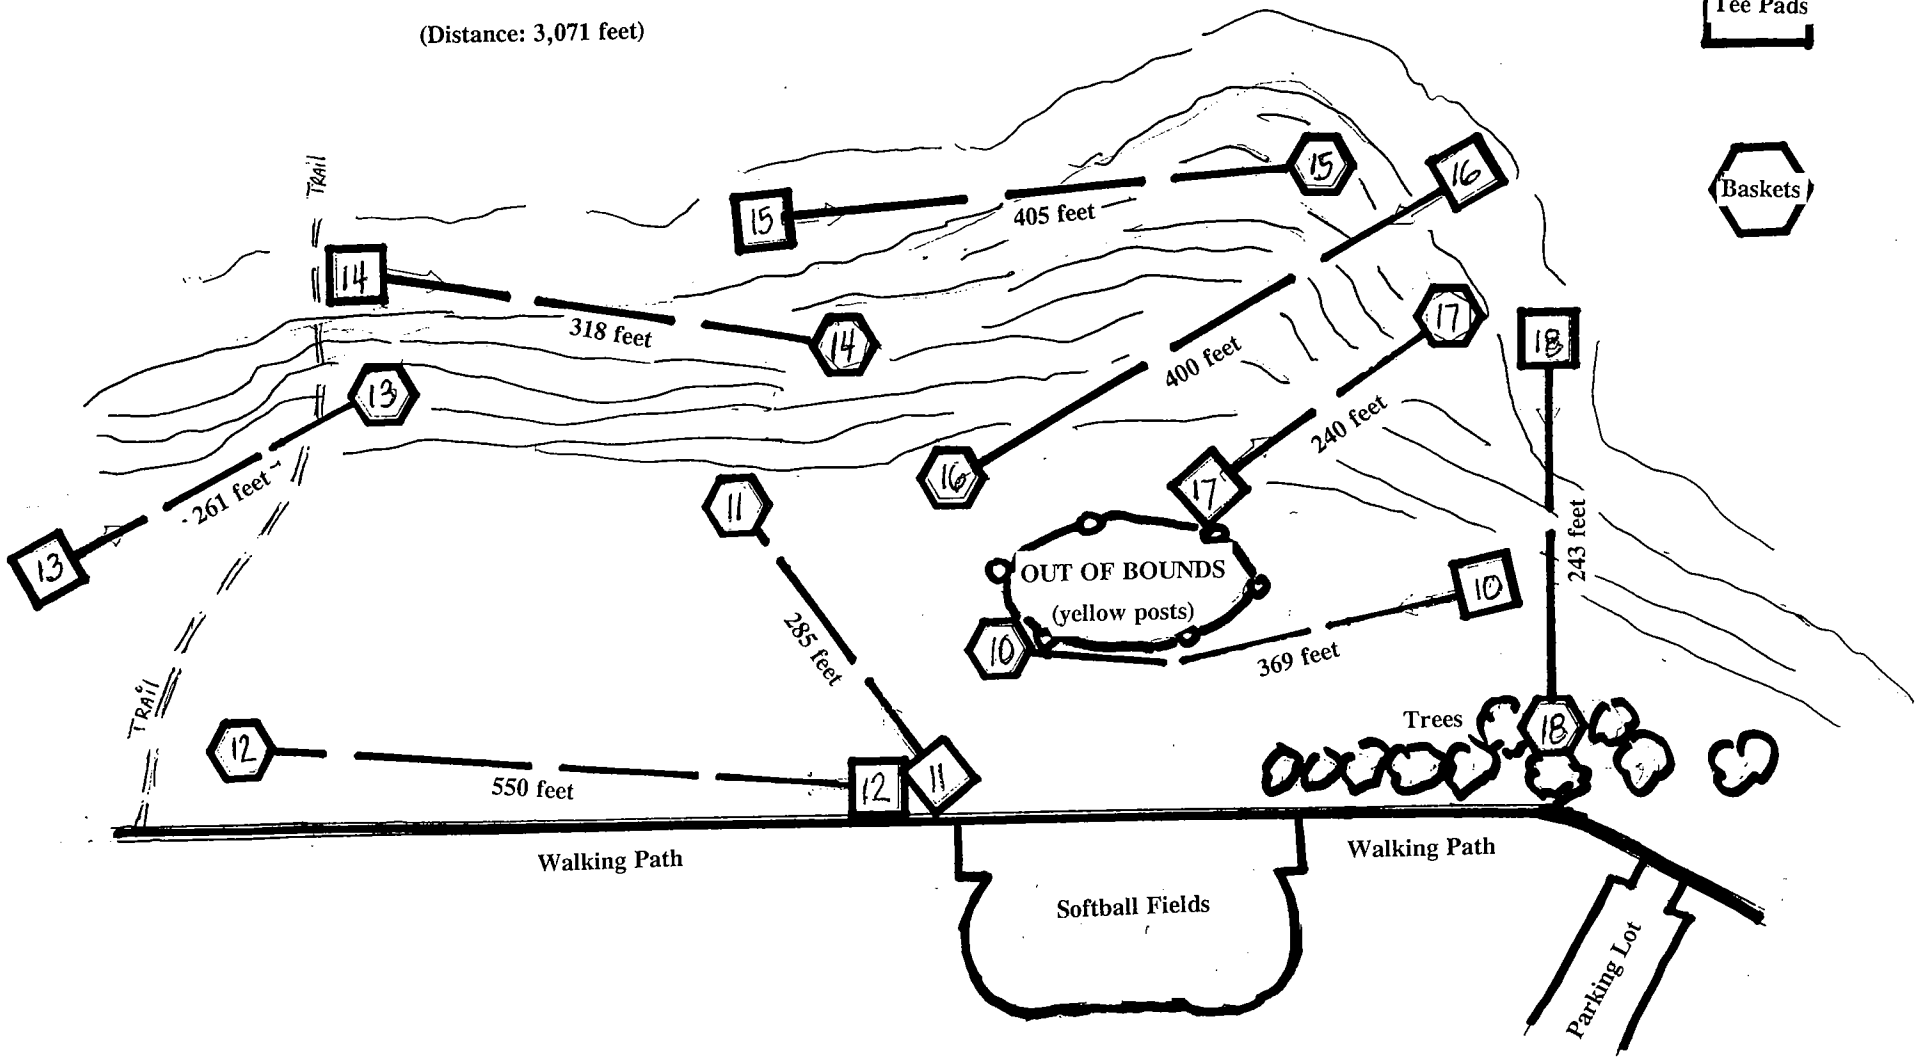 (Distance: 3,071 feet)
Tee Pads
Baskets
TRAIL
15
405 feet
15
16
14
318 feet
14
400 feet
17
18
13
261 feet
13
240 feet
16
17
11
243 feet
OUT OF BOUNDS
(yellow posts)
10
10
369 feet
285 feet
TRAIL
12
550 feet
12
11
Trees
18
Walking Path
Walking Path
Softball Fields
Parking Lot